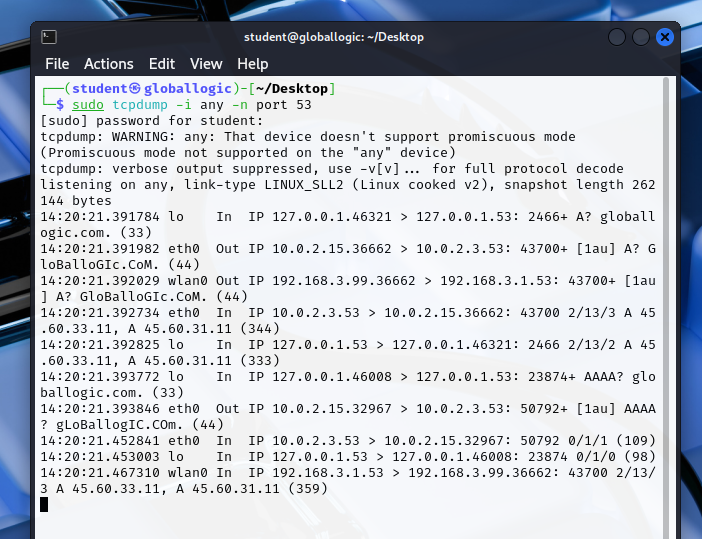 student@globallogic: ~/Desktop
File Actions Edit View Help
┌──(student㉿globallogic)-[~/Desktop]
└─$ sudo tcpdump -i any -n port 53
[sudo] password for student:
tcpdump: WARNING: any: That device doesn't support promiscuous mode
(Promiscuous mode not supported on the "any" device)
tcpdump: verbose output suppressed, use -v[v]... for full protocol decode
listening on any, link-type LINUX_SLL2 (Linux cooked v2), snapshot length 262
144 bytes
14:20:21.391784 lo    In  IP 127.0.0.1.46321 > 127.0.0.1.53: 2466+ A? globall
ogic.com. (33)
14:20:21.391982 eth0  Out IP 10.0.2.15.36662 > 10.0.2.3.53: 43700+ [1au] A? G
loBalloGIc.CoM. (44)
14:20:21.392029 wlan0 Out IP 192.168.3.99.36662 > 192.168.3.1.53: 43700+ [1au
] A? GloBalloGIc.CoM. (44)
14:20:21.392734 eth0  In  IP 10.0.2.3.53 > 10.0.2.15.36662: 43700 2/13/3 A 45
.60.33.11, A 45.60.31.11 (344)
14:20:21.392825 lo    In  IP 127.0.0.1.53 > 127.0.0.1.46321: 2466 2/13/2 A 45
.60.33.11, A 45.60.31.11 (333)
14:20:21.393772 lo    In  IP 127.0.0.1.46008 > 127.0.0.1.53: 23874+ AAAA? glo
ballogic.com. (33)
14:20:21.393846 eth0  Out IP 10.0.2.15.32967 > 10.0.2.3.53: 50792+ [1au] AAAA
? gLoBallogIC.COm. (44)
14:20:21.452841 eth0  In  IP 10.0.2.3.53 > 10.0.2.15.32967: 50792 0/1/1 (109)
14:20:21.453003 lo    In  IP 127.0.0.1.53 > 127.0.0.1.46008: 23874 0/1/0 (98)
14:20:21.467310 wlan0 In  IP 192.168.3.1.53 > 192.168.3.99.36662: 43700 2/13/
3 A 45.60.33.11, A 45.60.31.11 (359)